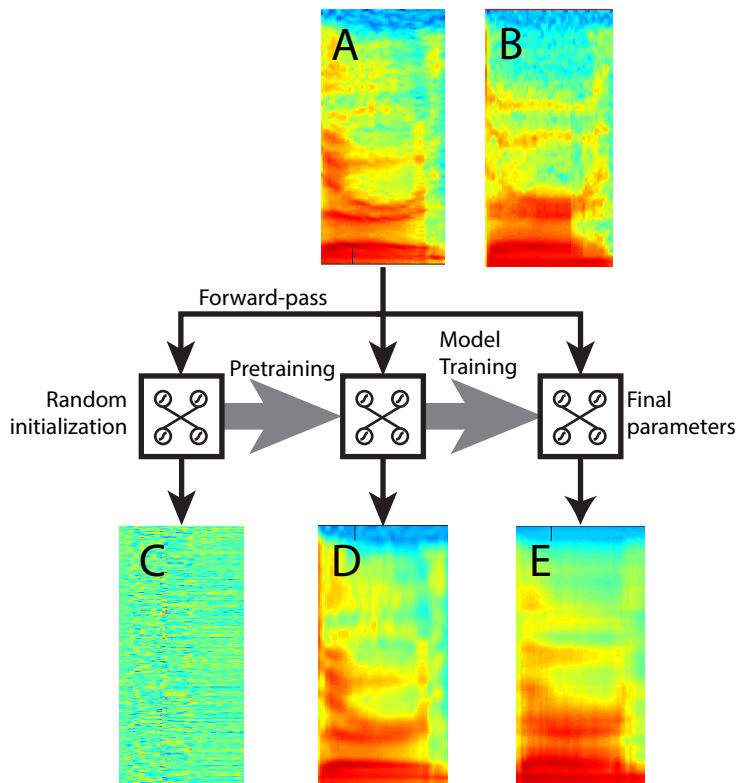 A
B
Forward-pass
Pretraining
Model
Training
Random
initialization
Final
parameters
C
D
E